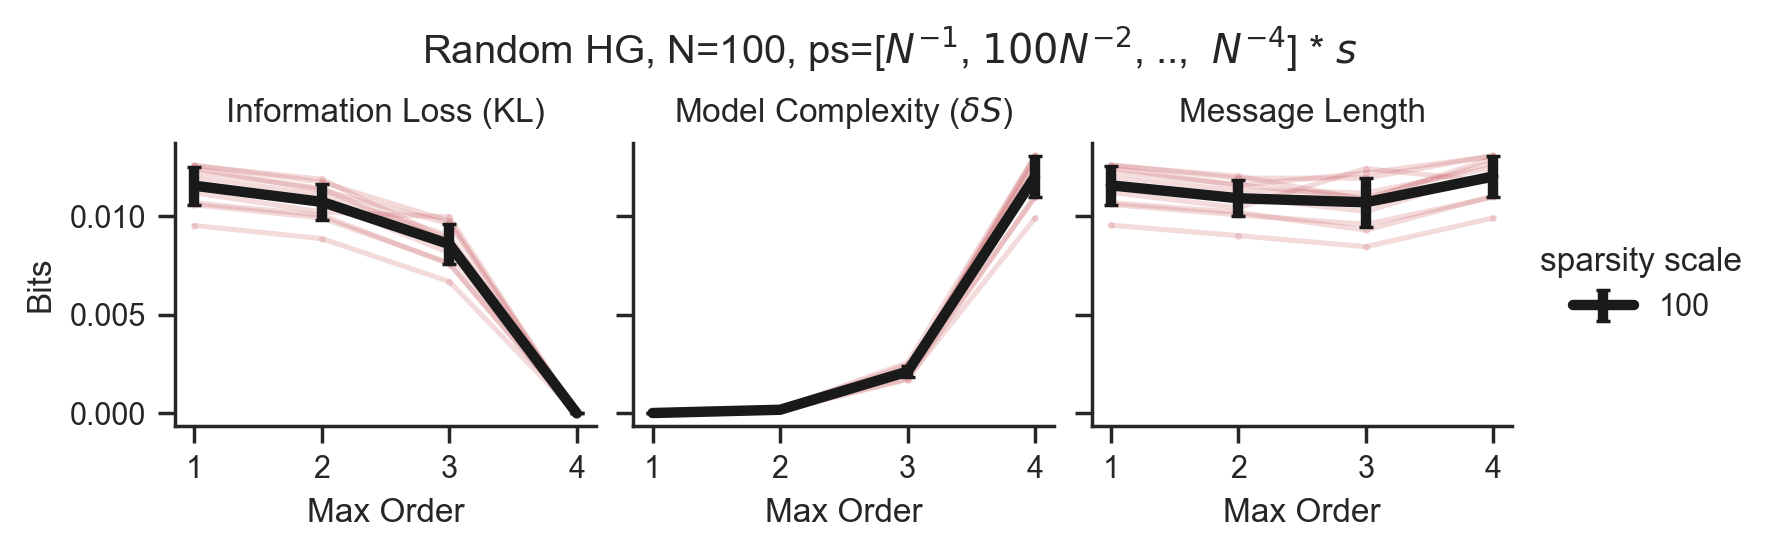 Random HG, N=100, ps=[N⁻¹, 100N⁻², .., N⁻⁴] * s
Information Loss (KL)
Model Complexity (δS)
Message Length
Bits
0.010
0.005
0.000
1 2 3 4
Max Order
1 2 3 4
Max Order
1 2 3 4
Max Order
sparsity scale
100